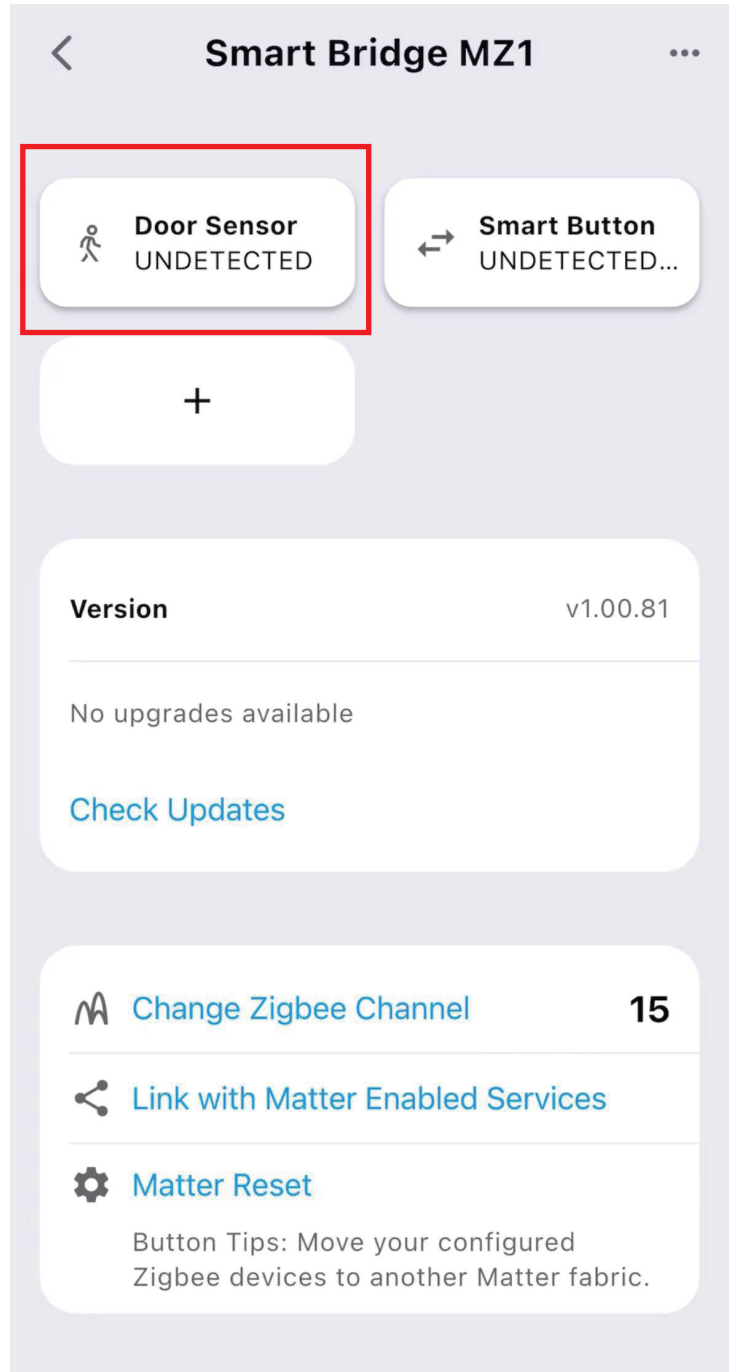 Smart Bridge MZ1
Door Sensor
UNDETECTED
Smart Button
UNDETECTED...
+
Version
v1.00.81
No upgrades available
Check Updates
Change Zigbee Channel
15
Link with Matter Enabled Services
Matter Reset
Button Tips: Move your configured
Zigbee devices to another Matter fabric.